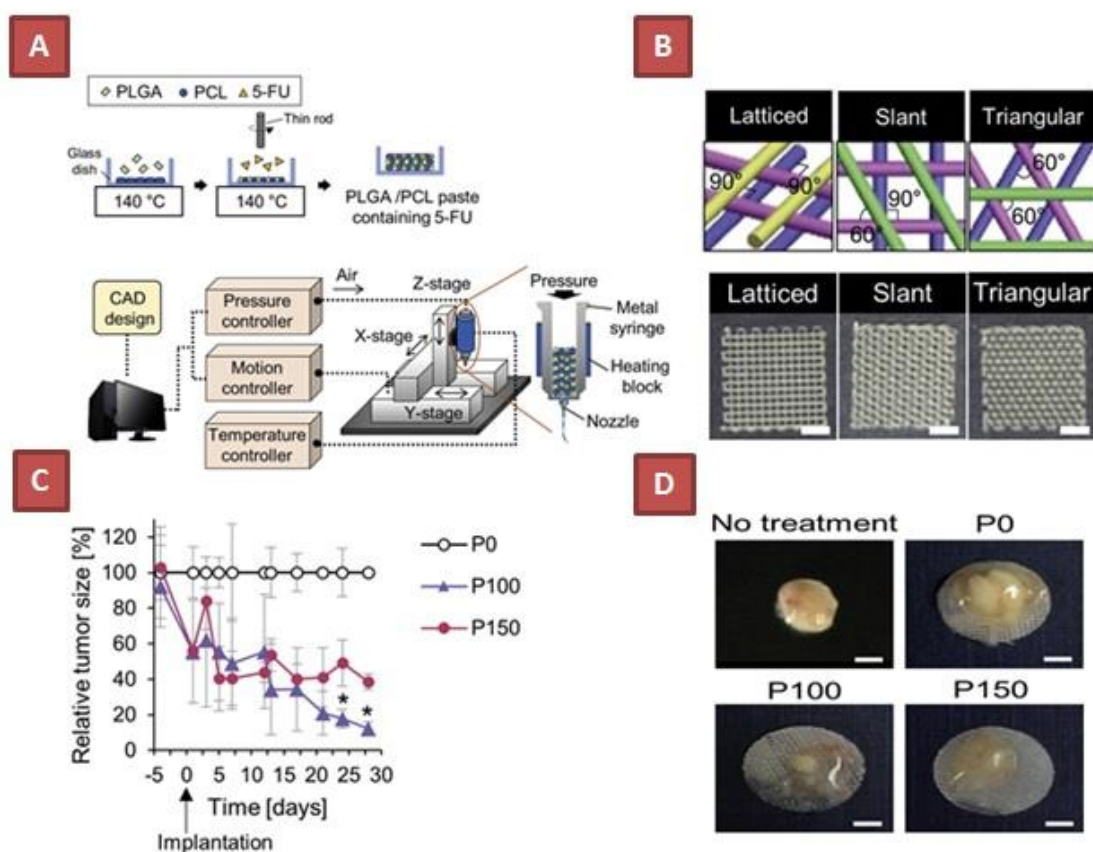 A
PLGA PCL 5-FU
Thin rod
Glass
dish
140 °C
140 °C
PLGA /PCL paste
containing 5-FU
CAD
design
Pressure
controller
Motion
controller
Temperature
controller
Air
Z-stage
X-stage
Y-stage
Pressure
Metal
syringe
Heating
block
Nozzle
B
Latticed Slant Triangular
90° 90° 90° 60° 60° 60°
Latticed Slant Triangular
C
Relative tumor size [%]
120
100
80
60
40
20
0
-5 0 5 10 15 20 25 30
Time [days]
Implantation
P0
P100
P150
*
*
D
No treatment P0
P100 P150